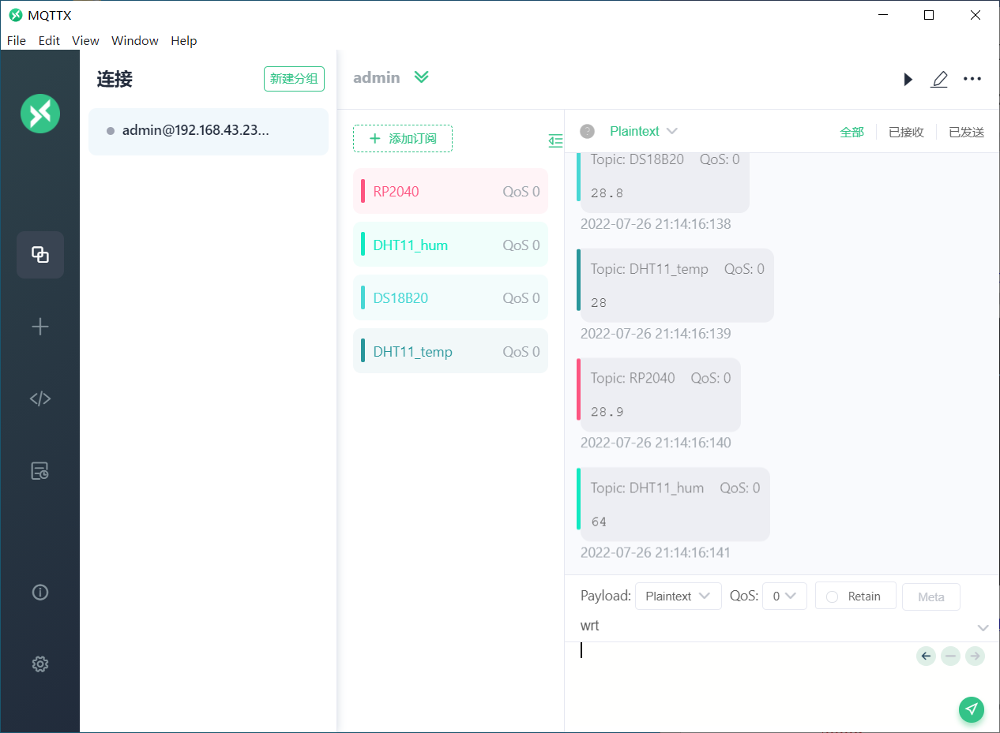 MQTTX
File Edit View Window Help
连接
新建分组
admin@192.168.43.23...
admin
添加订阅
RP2040 QoS 0
DHT11_hum QoS 0
DS18B20 QoS 0
DHT11_temp QoS 0
Plaintext
全部 已接收 已发送
Topic: DS18B20 QoS: 0
28.8
2022-07-26 21:14:16:138
Topic: DHT11_temp QoS: 0
28
2022-07-26 21:14:16:139
Topic: RP2040 QoS: 0
28.9
2022-07-26 21:14:16:140
Topic: DHT11_hum QoS: 0
64
2022-07-26 21:14:16:141
Payload: Plaintext QoS: 0 Retain Meta
wrt